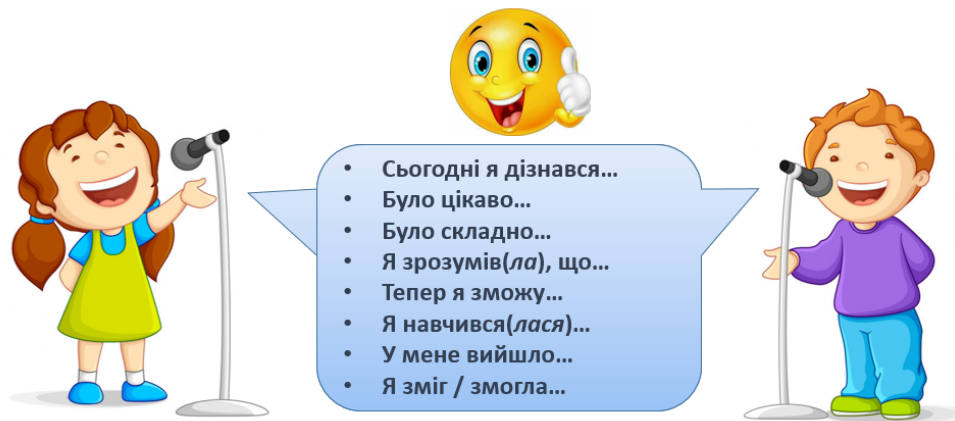 • Сьогодні я дізнався...
• Було цікаво...
• Було складно...
• Я зрозумів(ла), що...
• Тепер я зможу...
• Я навчився(лася)...
• У мене вийшло...
• Я зміг / змогла...